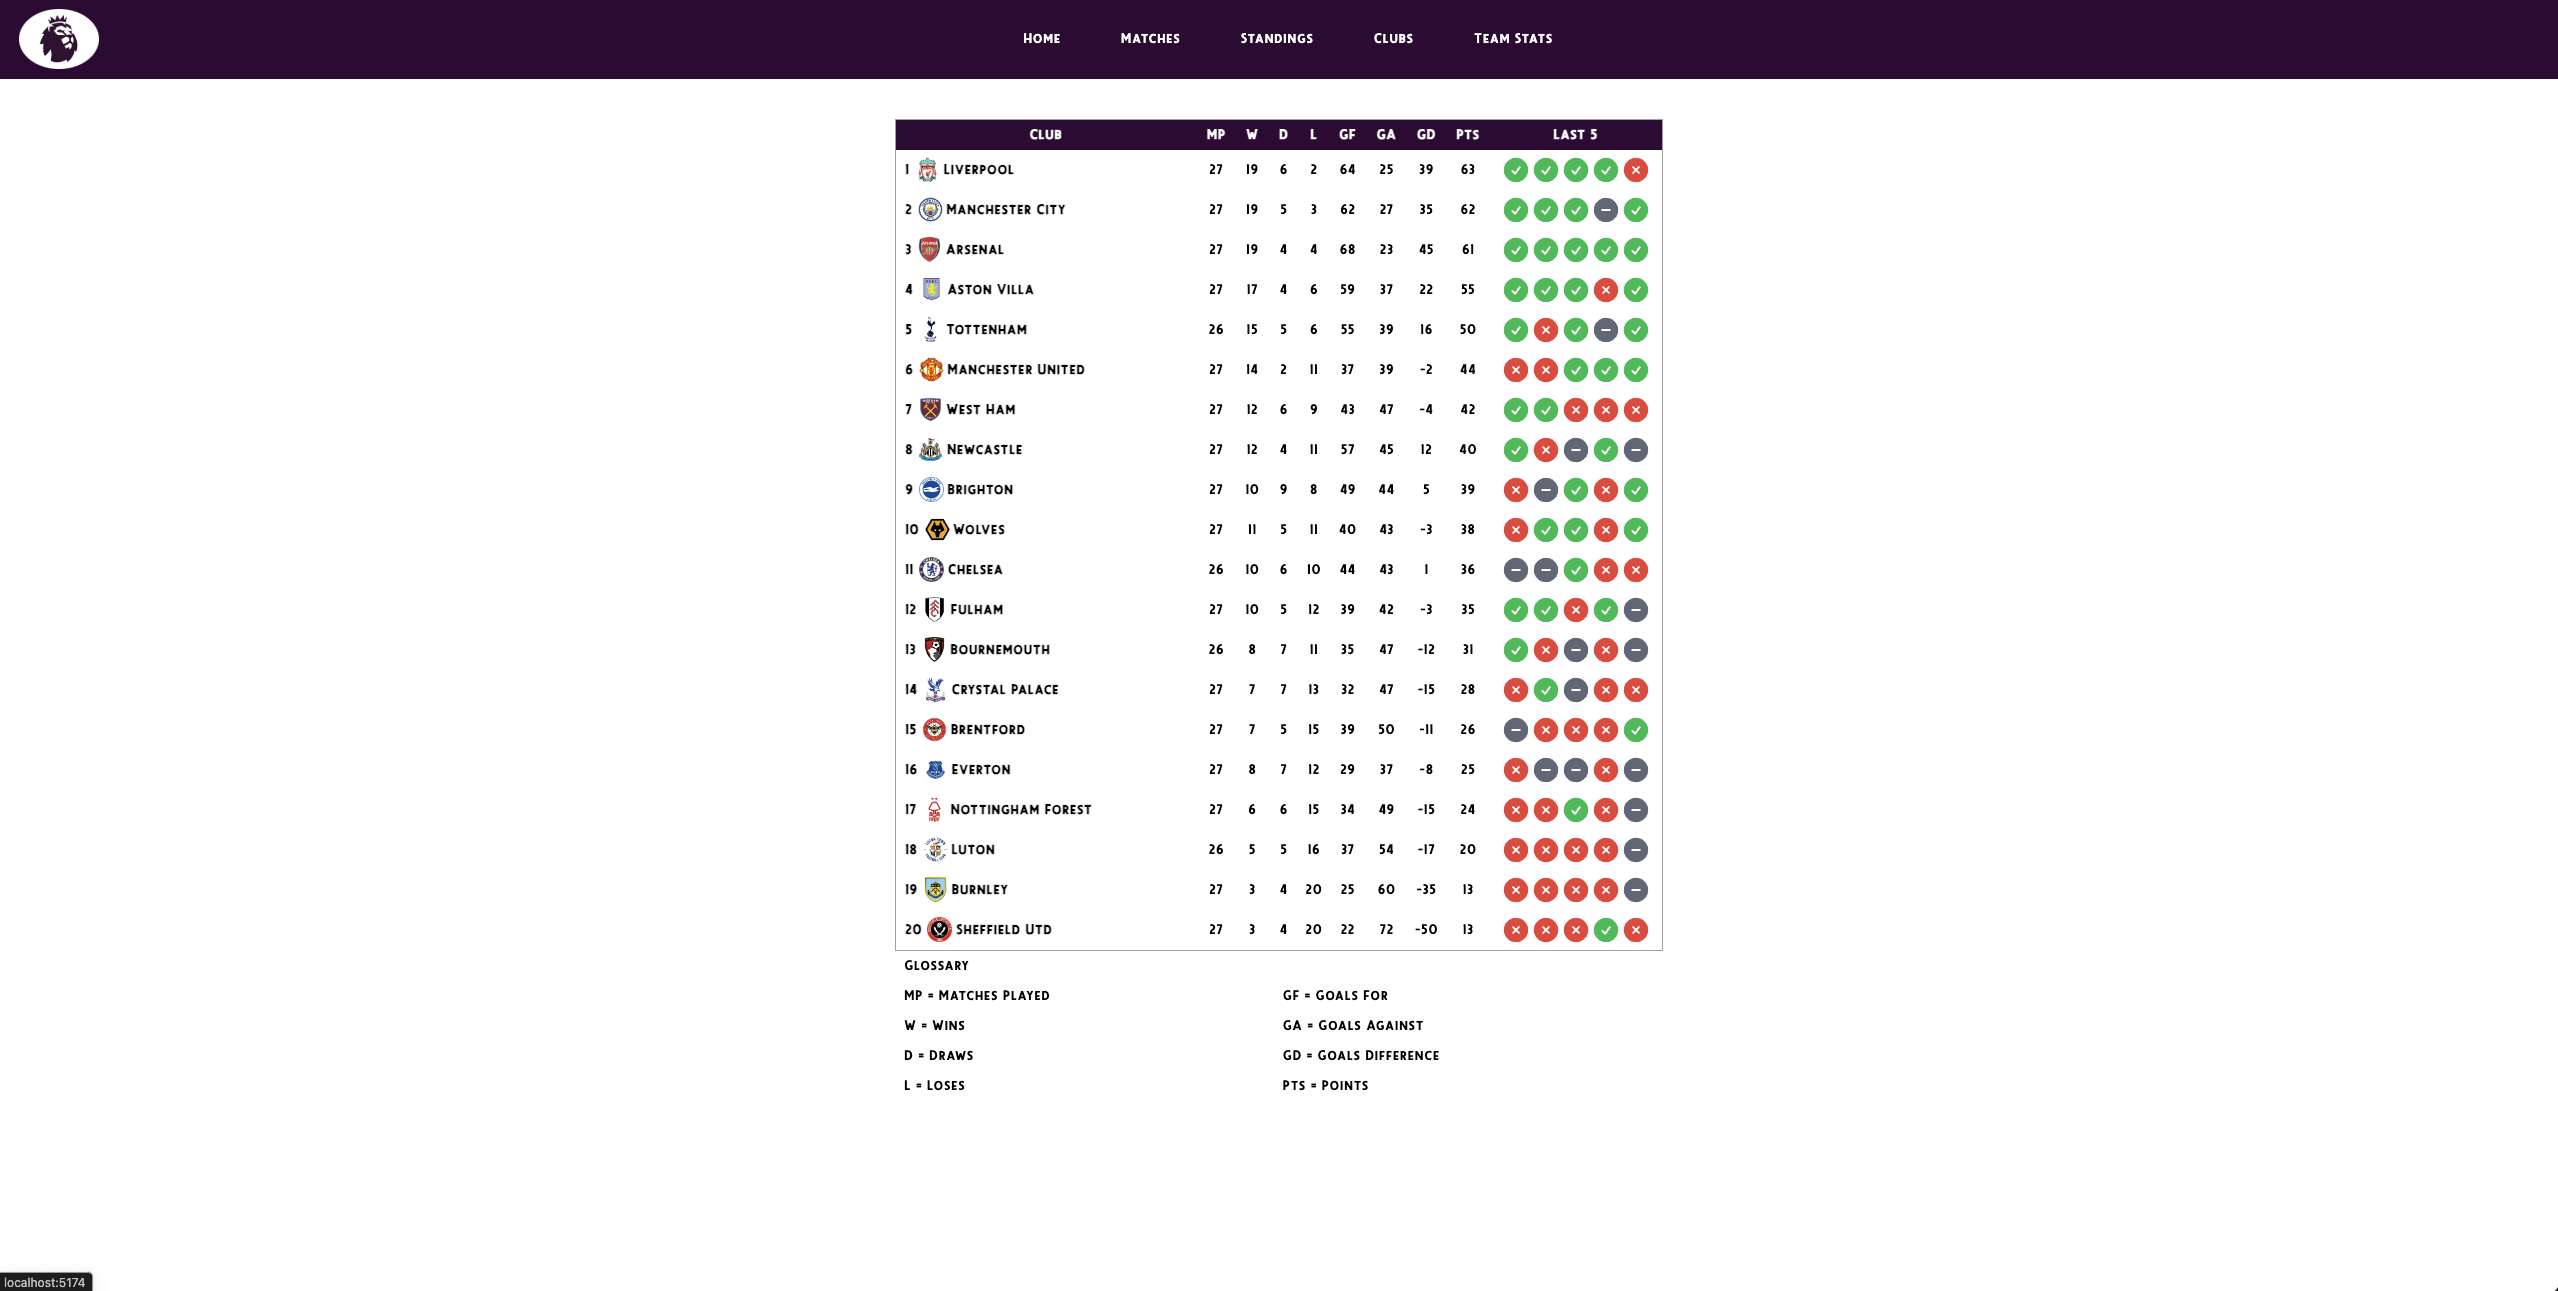 Home Matches Standings Clubs Team Stats
Club MP W D L GF GA GD PTS Last 5
1 Liverpool 27 19 6 2 64 25 39 63
2 Manchester City 27 19 5 3 62 27 35 62
3 Arsenal 27 19 4 4 68 23 45 61
4 Aston Villa 27 17 4 6 59 37 22 55
5 Tottenham 26 15 5 6 55 39 16 50
6 Manchester United 27 14 2 11 37 39 -2 44
7 West Ham 27 12 6 9 43 47 -4 42
8 Newcastle 27 12 4 11 57 45 12 40
9 Brighton 27 10 9 8 49 44 5 39
10 Wolves 27 11 5 11 40 43 -3 38
11 Chelsea 26 10 6 10 44 43 1 36
12 Fulham 27 10 5 12 39 42 -3 35
13 Bournemouth 26 8 7 11 35 47 -12 31
14 Crystal Palace 27 7 7 13 32 47 -15 28
15 Brentford 27 7 5 15 39 50 -11 26
16 Everton 27 8 7 12 29 37 -8 25
17 Nottingham Forest 27 6 6 15 34 49 -15 24
18 Luton 26 5 5 16 37 54 -17 20
19 Burnley 27 3 4 20 25 60 -35 13
20 Sheffield Utd 27 3 4 20 22 72 -50 13
Glossary
MP = Matches Played GF = Goals For
W = Wins GA = Goals Against
D = Draws GD = Goals Difference
L = Loses PTS = Points
localhost:5174